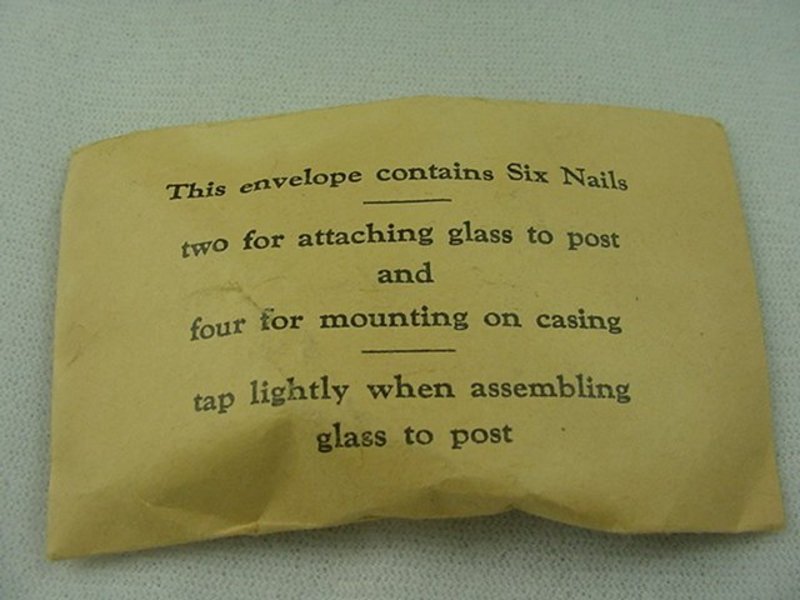 This envelope contains Six Nails
two for attaching glass to post
and
four for mounting on casing
tap lightly when assembling
glass to post